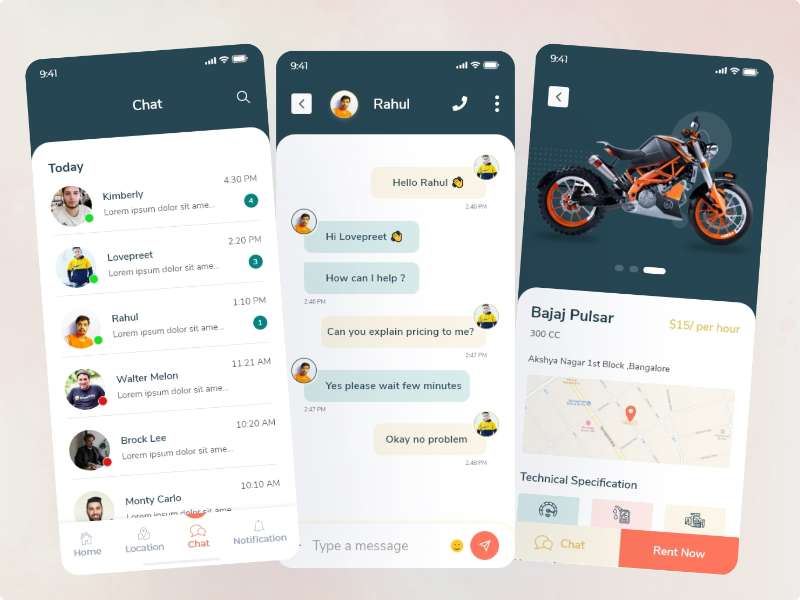 9:41
Chat
Today
Kimberly
4.30 PM
Lorem ipsum dolor sit ame...
4
Lovepreet
2:20 PM
Lorem ipsum dolor sit ame...
3
Rahul
1:10 PM
Lorem ipsum dolor sit ame...
1
Walter Melon
11:21 AM
Lorem ipsum dolor sit ame...
Brock Lee
10:20 AM
Lorem ipsum dolor sit ame...
Monty Carlo
10:10 AM
Lorem ipsum dolor sit ame...
Home
Location
Chat
Notification
9:41
Rahul
Hello Rahul 👏
2:46 PM
Hi Lovepreet 👏
How can I help ?
2:46 PM
Can you explain pricing to me?
2:47 PM
Yes please wait few minutes
2:47 PM
Okay no problem
2:48 PM
Type a message
9:41
Bajaj Pulsar
$15/ per hour
300 CC
Akshya Nagar 1st Block ,Bangalore
Technical Specification
Chat
Rent Now